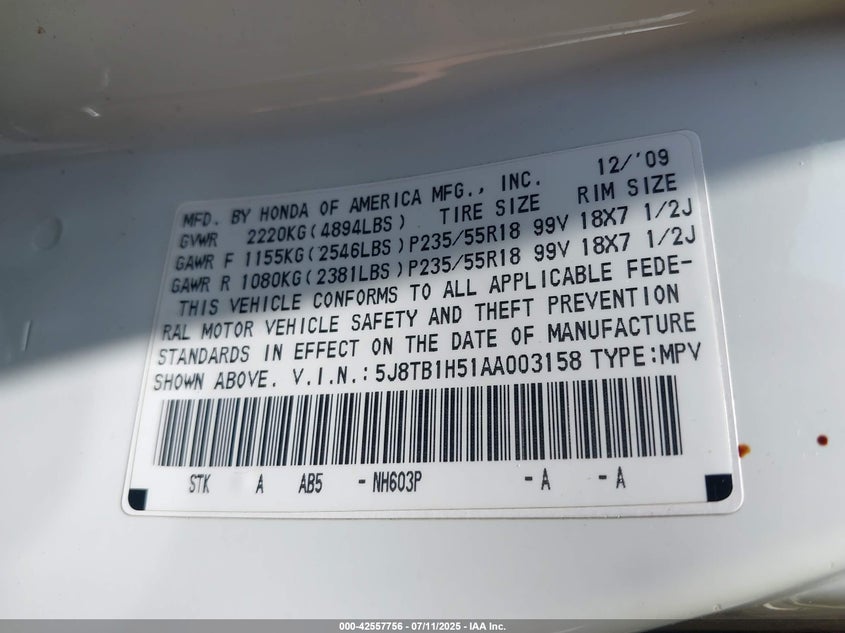 MFD. BY HONDA OF AMERICA MFG., INC. 12/'09
GVWR 2220KG(4894LBS) TIRE SIZE RIM SIZE
GAWR F 1155KG(2546LBS)P235/55R18 99V 18X7 1/2J
GAWR R 1080KG(2381LBS)P235/55R18 99V 18X7 1/2J
THIS VEHICLE CONFORMS TO ALL APPLICABLE FEDE-
RAL MOTOR VEHICLE SAFETY AND THEFT PREVENTION
STANDARDS IN EFFECT ON THE DATE OF MANUFACTURE
SHOWN ABOVE. V.I.N.:5J8TB1H51AA003158 TYPE:MPV
STK A AB5 -NH603P -A -A
000-42557756 - 07/11/2025 - IAA Inc.